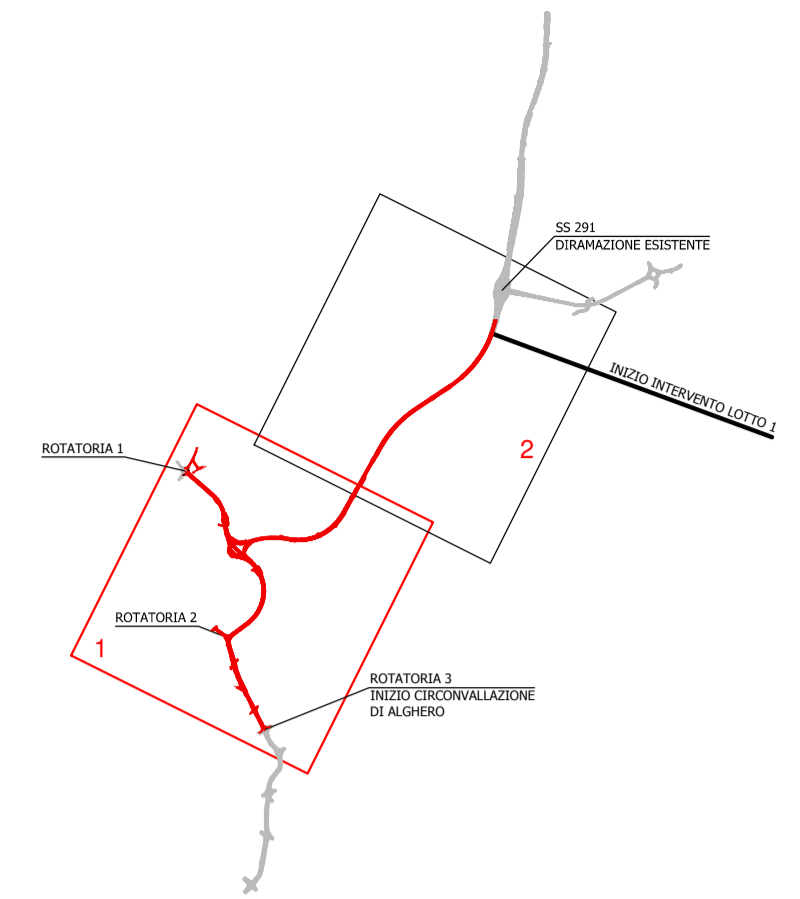 SS 291
DIRAMAZIONE ESISTENTE
INIZIO INTERVENTO LOTTO 1
2
ROTATORIA 1
ROTATORIA 2
1
ROTATORIA 3
INIZIO CIRCONVALLAZIONE
DI ALGHERO